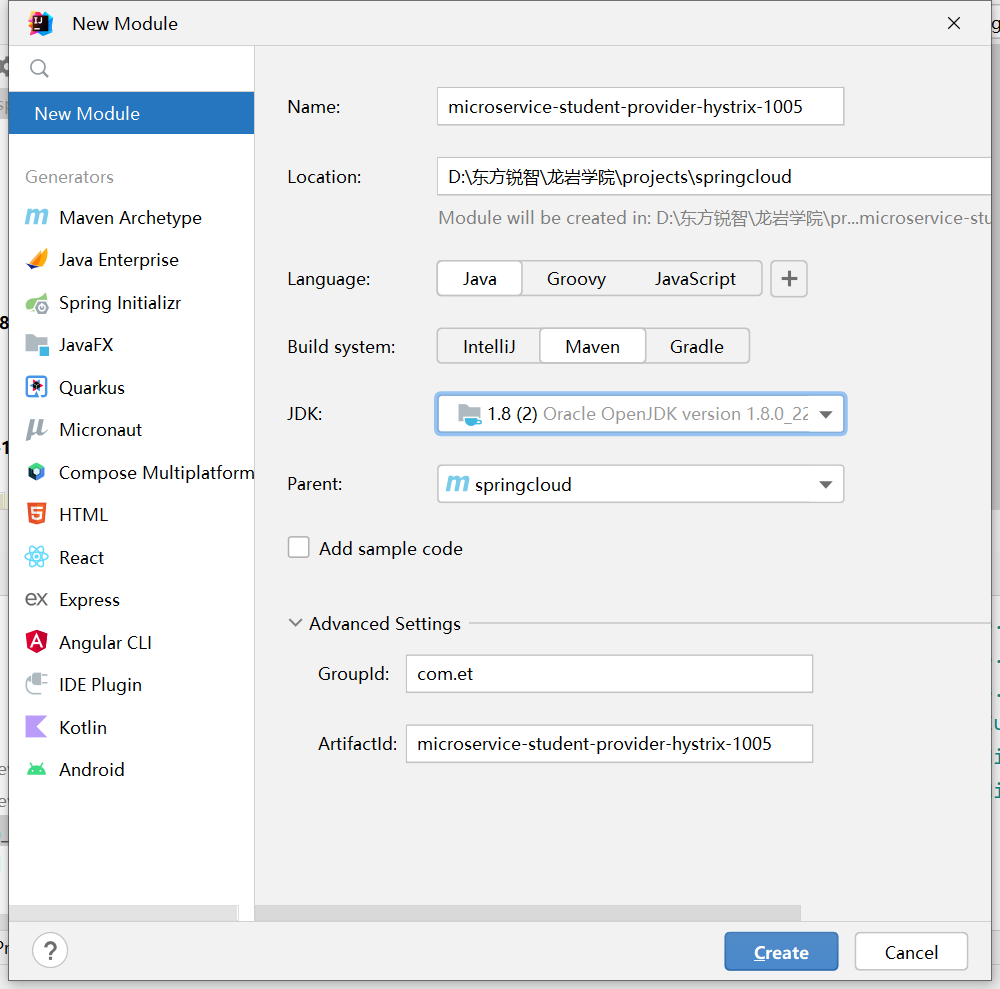 New Module
New Module
Generators
Maven Archetype
Java Enterprise
Spring Initializr
JavaFX
Quarkus
Micronaut
Compose Multiplatform
HTML
React
Express
Angular CLI
IDE Plugin
Kotlin
Android
Name: microservice-student-provider-hystrix-1005
Location: D:\东方锐智\龙岩学院\projects\springcloud
Module will be created in: D:\东方锐智\龙岩学院\pr...microservice-stu
Language: Java Groovy JavaScript +
Build system: IntelliJ Maven Gradle
JDK: 1.8 (2) Oracle OpenJDK version 1.8.0_22
Parent: springcloud
Add sample code
Advanced Settings
GroupId: com.et
ArtifactId: microservice-student-provider-hystrix-1005
? Create Cancel